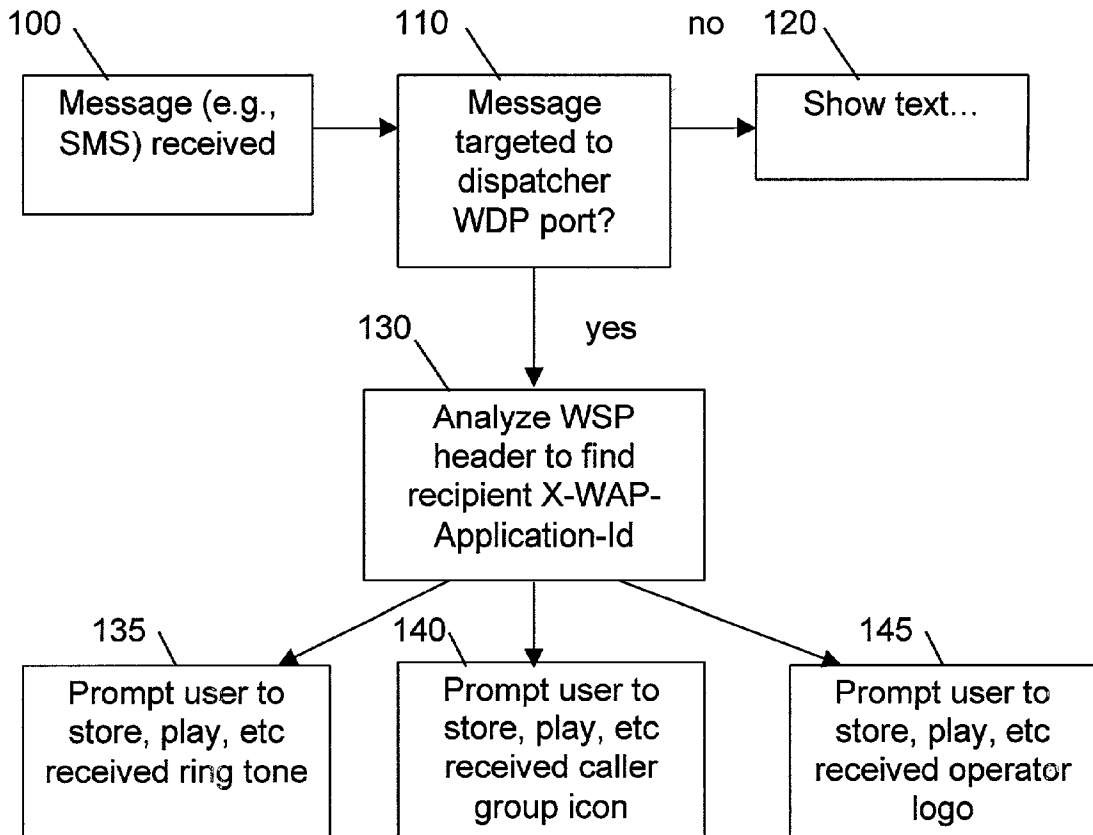 100
110
no
120
Message (e.g.,
SMS) received
Message
targeted to
dispatcher
WDP port?
Show text...
130
yes
Analyze WSP
header to find
recipient X-WAP-
Application-Id
135
140
145
Prompt user to
store, play, etc
received ring tone
Prompt user to
store, play, etc
received caller
group icon
Prompt user to
store, play, etc
received operator
logo